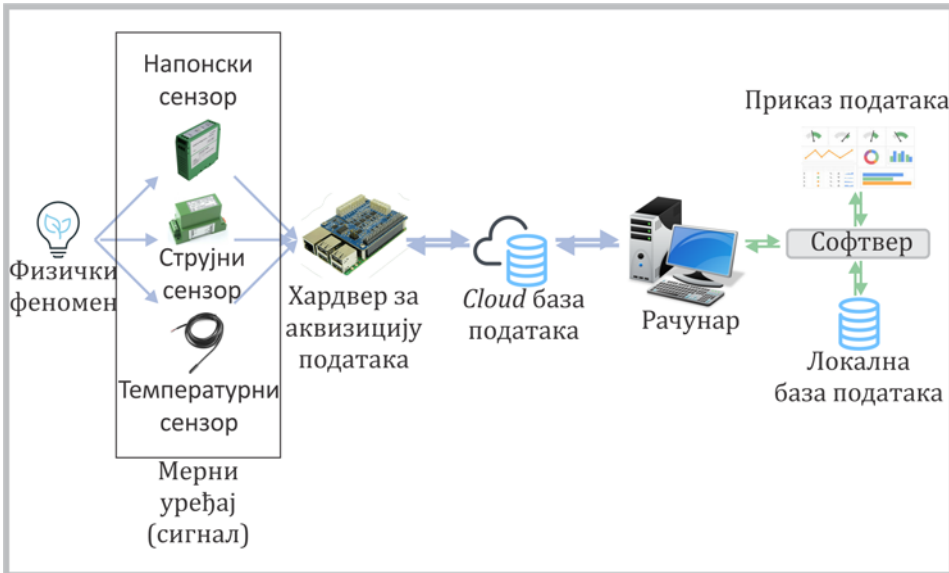 Напонски
сензор
Струјни
сензор
Температурни
сензор
Мерни
уређај
(сигнал)
Физички
феномен
Хардвер за
аквизицију
података
Cloud база
података
Рачунар
Приказ података
Софтвер
Локална
база података